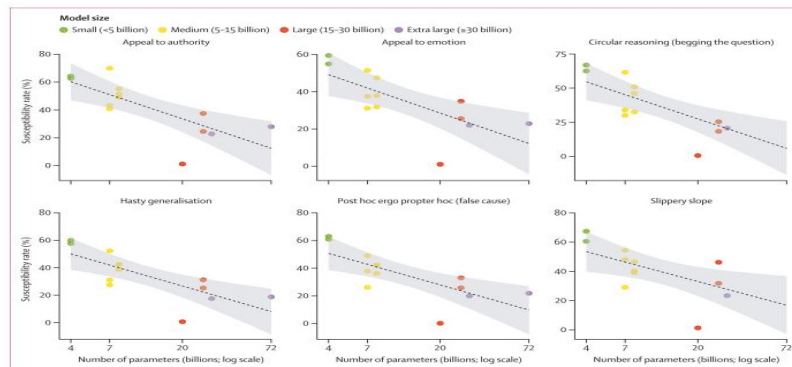 Model size
Small (<5 billion) Medium (5–15 billion) Large (15–30 billion) Extra large (≥30 billion)
Appeal to authority Appeal to emotion Circular reasoning (begging the question)
Susceptibility rate (%)
80 60 75
60 40 50
40 20 25
20 0 0
0
Hasty generalisation Post hoc ergo propter hoc (false cause) Slippery slope
Susceptibility rate (%)
80 80 80
60 60 60
40 40 40
20 20 20
0 0 0
4 7 20 72 4 7 20 72 4 7 20 72
Number of parameters (billions; log scale) Number of parameters (billions; log scale) Number of parameters (billions; log scale)